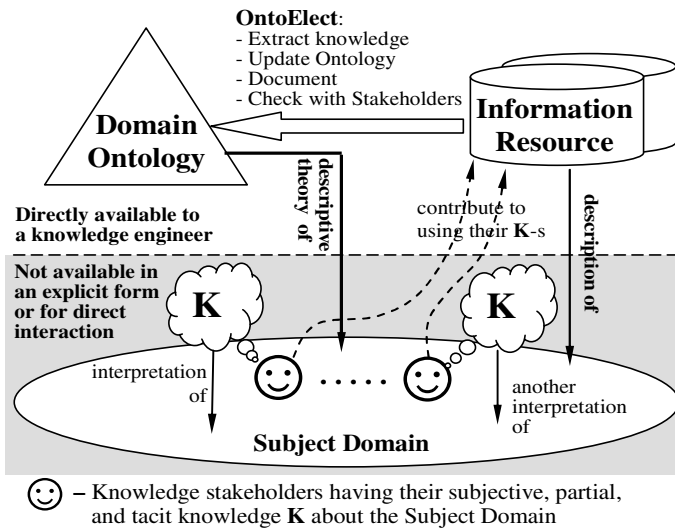 OntoElect:
- Extract knowledge
- Update Ontology
- Document
- Check with Stakeholders
Domain
Ontology
Information
Resource
descriptive
theory of
contribute to
using their K-s
description of
Directly available to
a knowledge engineer
Not available in
an explicit form
or for direct
interaction
K
K
interpretation
of
.....
another
interpretation
of
Subject Domain
– Knowledge stakeholders having their subjective, partial,
and tacit knowledge K about the Subject Domain